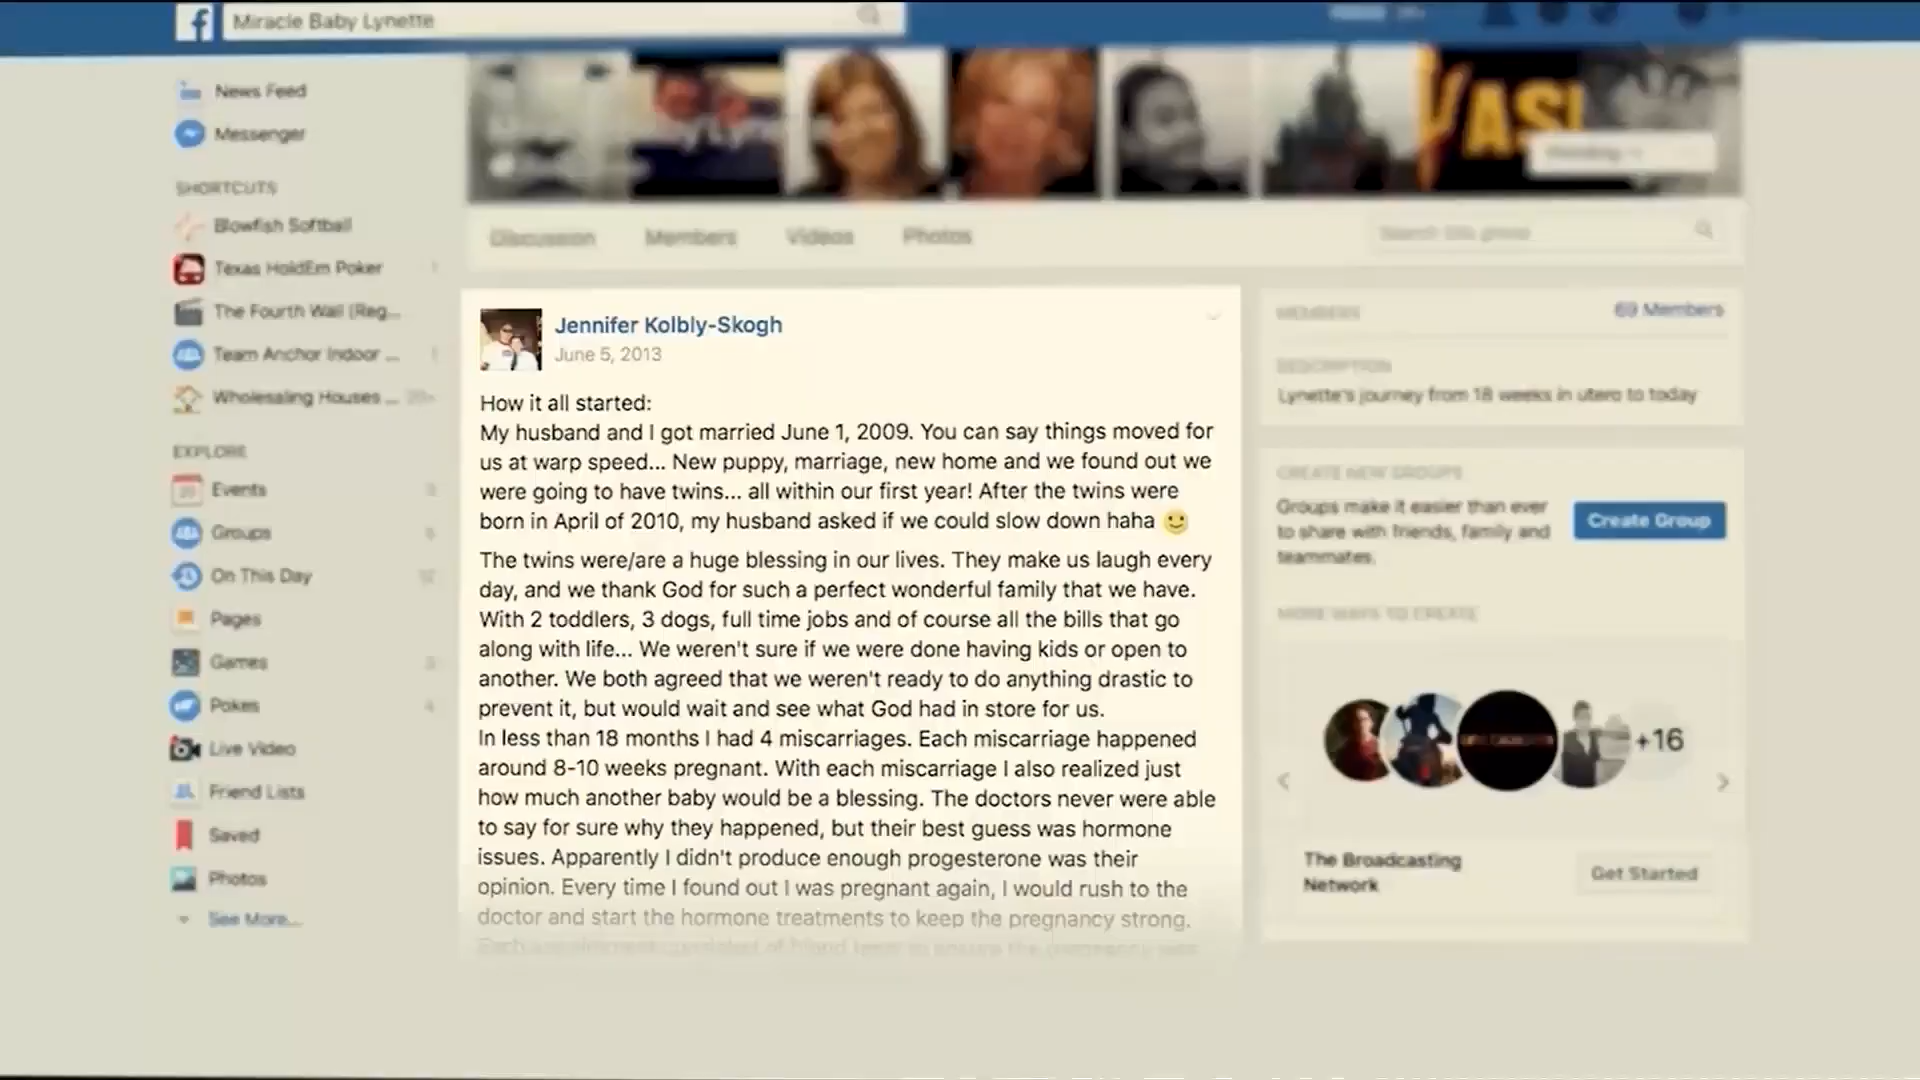 Miracle Baby Lynette
News Feed
Messenger
SHORTCUTS
Blowfish Softball
Texas HoldEm Poker
The Fourth Wall (Reg...
Team Anchor Indoor ...
Wholesaling Houses ... 20+
EXPLORE
Events
Groups
On This Day
Pages
Games
Pokes
Live Video
Friend Lists
Saved
Photos
See More...
ASU
Discussion Members Videos Photos
Search this group
Jennifer Kolbly-Skogh
June 5, 2013
How it all started:
My husband and I got married June 1, 2009. You can say things moved for
us at warp speed... New puppy, marriage, new home and we found out we
were going to have twins... all within our first year! After the twins were
born in April of 2010, my husband asked if we could slow down haha 🙂
The twins were/are a huge blessing in our lives. They make us laugh every
day, and we thank God for such a perfect wonderful family that we have.
With 2 toddlers, 3 dogs, full time jobs and of course all the bills that go
along with life... We weren't sure if we were done having kids or open to
another. We both agreed that we weren't ready to do anything drastic to
prevent it, but would wait and see what God had in store for us.
In less than 18 months I had 4 miscarriages. Each miscarriage happened
around 8-10 weeks pregnant. With each miscarriage I also realized just
how much another baby would be a blessing. The doctors never were able
to say for sure why they happened, but their best guess was hormone
issues. Apparently I didn't produce enough progesterone was their
opinion. Every time I found out I was pregnant again, I would rush to the
doctor and start the hormone treatments to keep the pregnancy strong.
MEMBERS 69 Members
DESCRIPTION
Lynette's journey from 18 weeks in utero to today
CREATE NEW GROUPS
Groups make it easier than ever
to share with friends, family and
teammates.
Create Group
MORE WAYS TO CREATE
+16
The Broadcasting
Network
Get Started